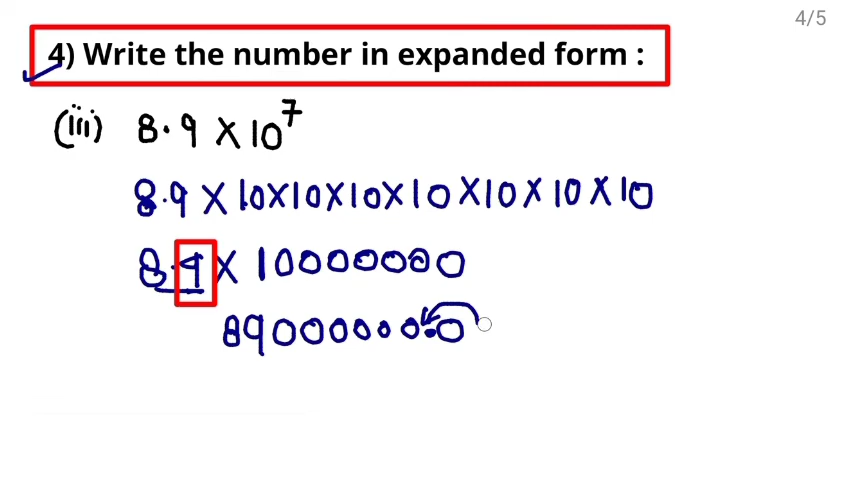 4/5
4) Write the number in expanded form :
(iii) 8.9 × 10⁷
8.9 × 10×10×10×10×10×10×10
8.9 × 10000000
89000000.0